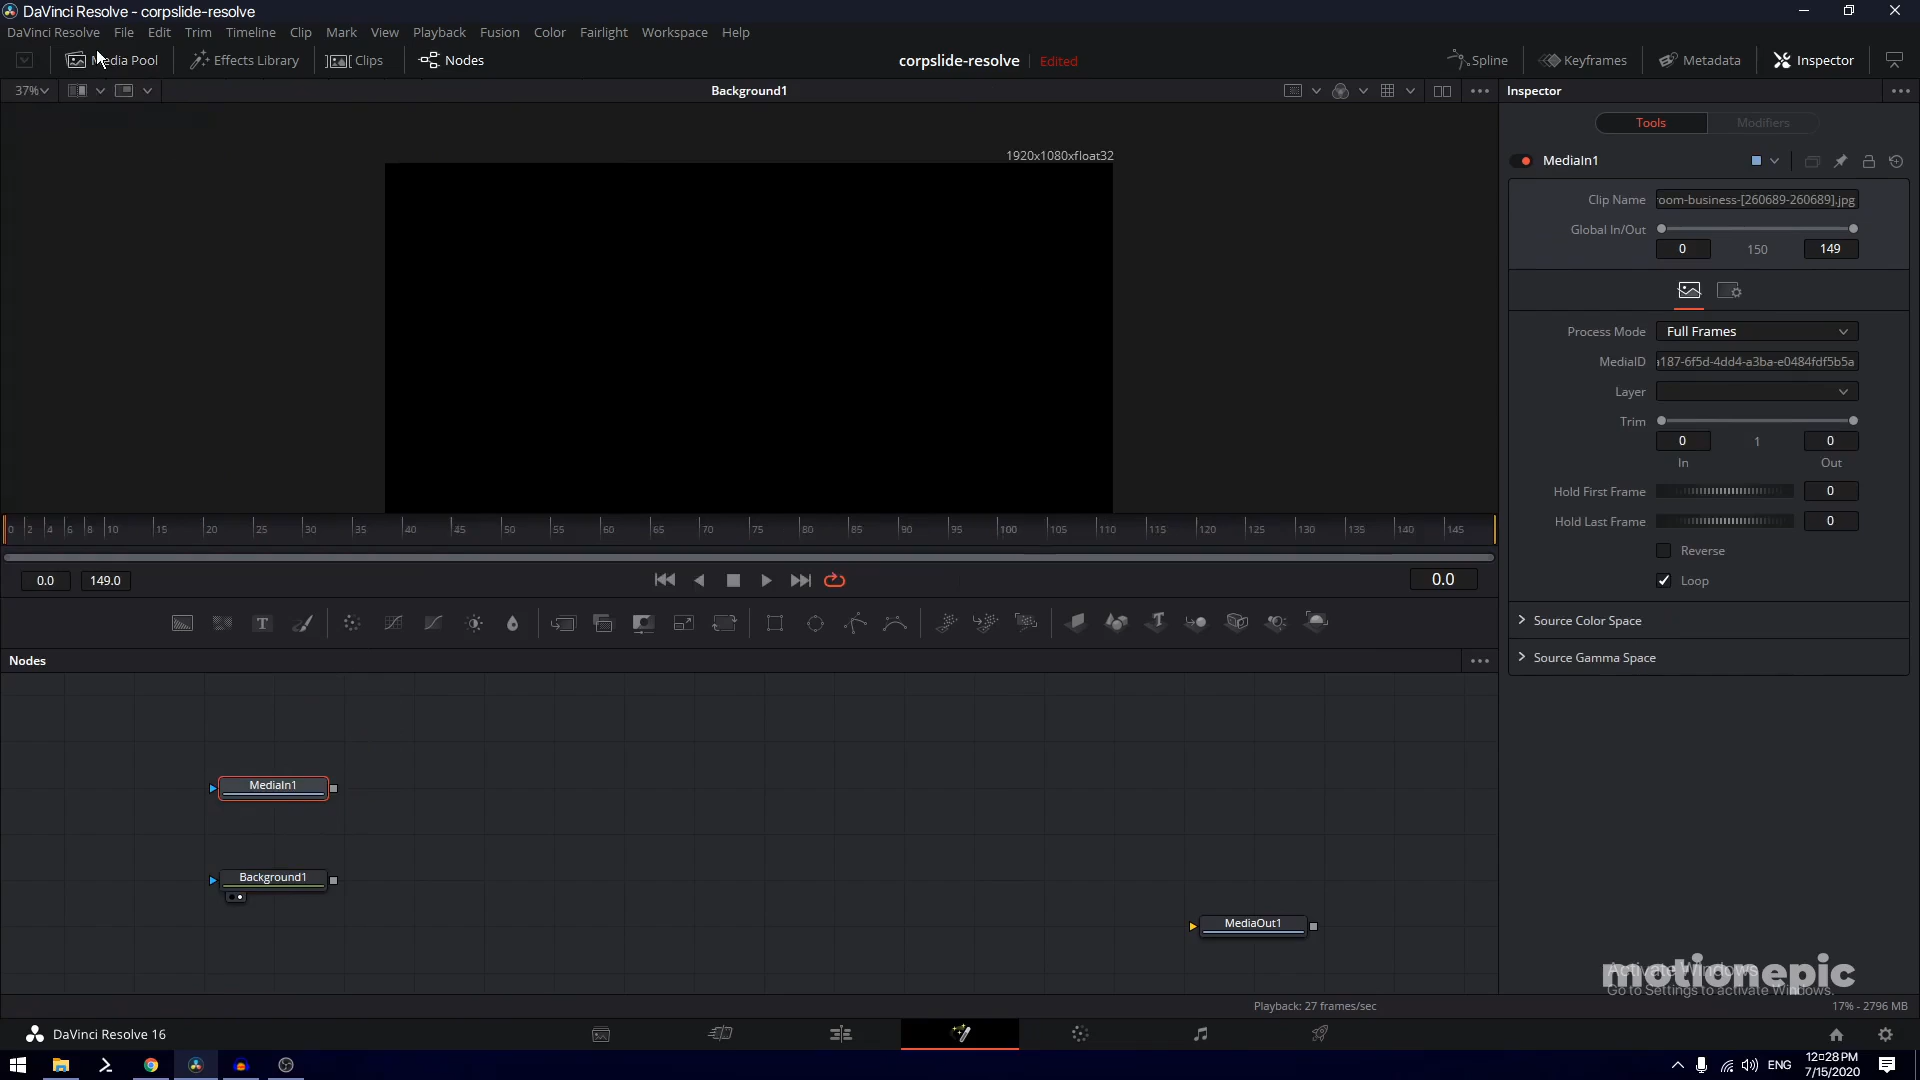 DaVinci Resolve - corpslide-resolve
DaVinci Resolve File Edit Trim Timeline Clip Mark View Playback Fusion Color Fairlight Workspace Help
Media Pool Effects Library Clips Nodes corpslide-resolve Edited Spline Keyframes Metadata Inspector
37% Background1 Inspector
Tools Modifiers
1920x1080xfloat32
MediaIn1
Clip Name room-business-[260689-260689].jpg
Global In/Out
0 150 149
Process Mode Full Frames
MediaID a187-6f5d-4dd4-a3ba-e0484fdf5b5a
Layer
Trim
0 1 0
In Out
Hold First Frame 0
Hold Last Frame 0
Reverse
Loop
Source Color Space
Source Gamma Space
0 2 4 6 8 10 15 20 25 30 35 40 45 50 55 60 65 70 75 80 85 90 95 100 105 110 115 120 125 130 135 140 145
0.0 149.0 0.0
Nodes
MediaIn1
Background1
MediaOut1
motionepic
Activate Windows
Go to Settings to activate Windows.
Playback: 27 frames/sec 17% - 2796 MB
DaVinci Resolve 16
ENG 12:28 PM
7/15/2020